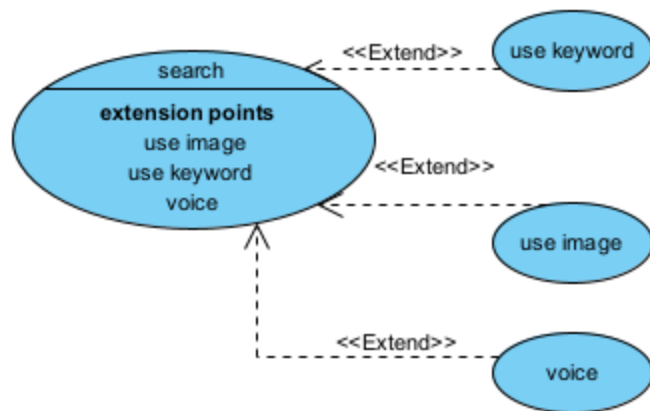 search
extension points
use image
use keyword
voice
<<Extend>>
use keyword
<<Extend>>
use image
<<Extend>>
voice